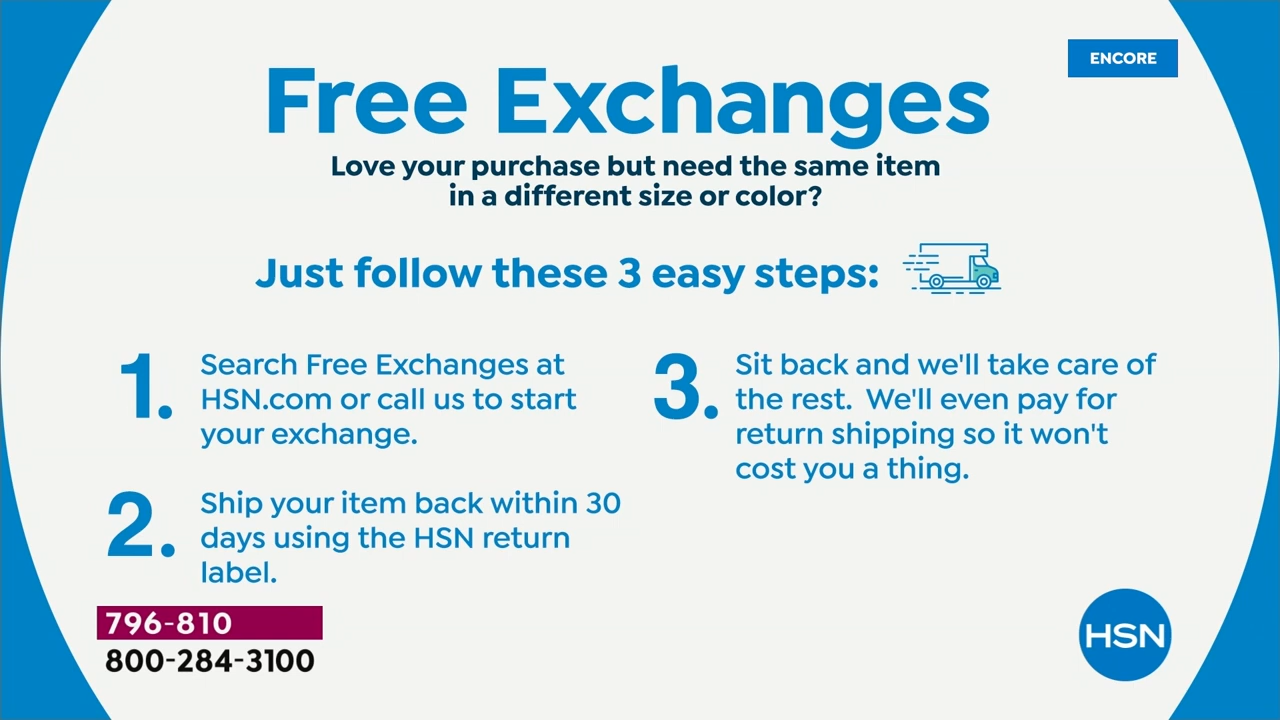 ENCORE
Free Exchanges
Love your purchase but need the same item
in a different size or color?
Just follow these 3 easy steps:
1. Search Free Exchanges at
HSN.com or call us to start
your exchange.
2. Ship your item back within 30
days using the HSN return
label.
3. Sit back and we'll take care of
the rest.  We'll even pay for
return shipping so it won't
cost you a thing.
796-810
800-284-3100
HSN